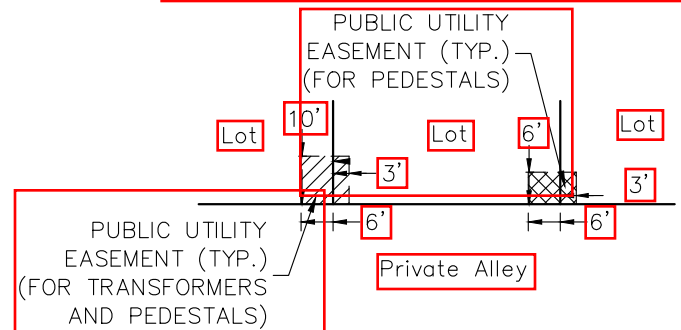 PUBLIC UTILITY
EASEMENT (TYP.)
(FOR PEDESTALS)
10'
Lot
Lot
6'
Lot
3'
3'
6'
6'
PUBLIC UTILITY
EASEMENT (TYP.)
(FOR TRANSFORMERS
AND PEDESTALS)
Private Alley